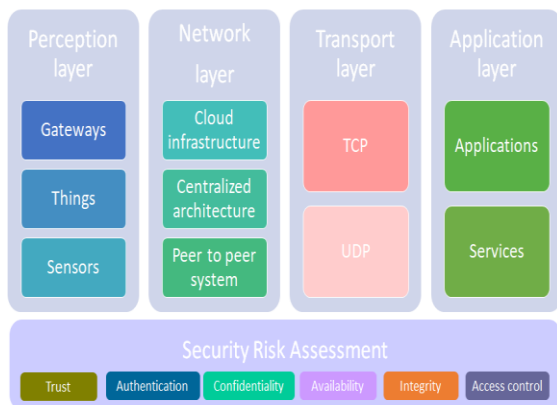 Perception
layer
Gateways
Things
Sensors
Network
layer
Cloud
infrastructure
Centralized
architecture
Peer to peer
system
Transport
layer
TCP
UDP
Application
layer
Applications
Services
Security Risk Assessment
Trust
Authentication
Confidentiality
Availability
Integrity
Access control